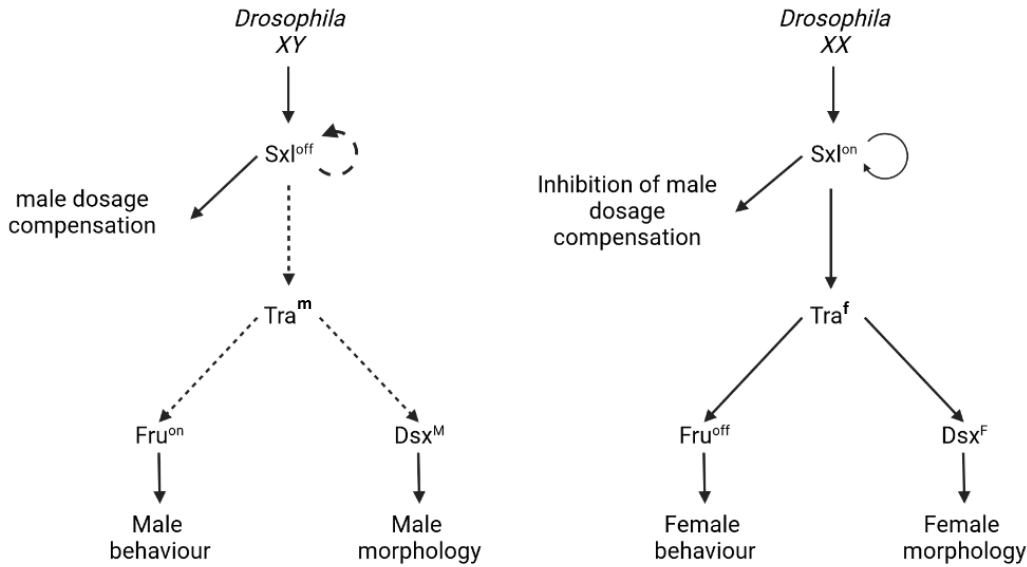 Drosophila
XY
Sxl^off
male dosage
compensation
Tra^m
Fru^on
Dsx^M
Male
behaviour
Male
morphology
Drosophila
XX
Sxl^on
Inhibition of male
dosage
compensation
Tra^f
Fru^off
Dsx^F
Female
behaviour
Female
morphology